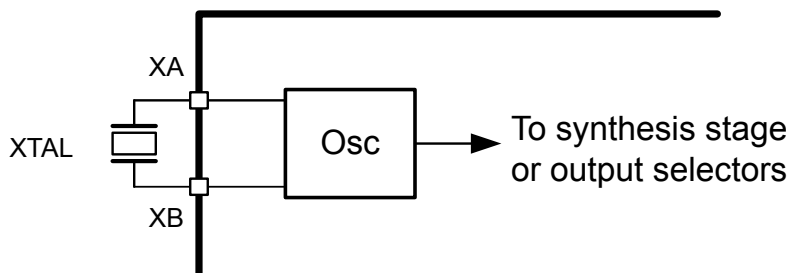 XA
XTAL
Osc
To synthesis stage
or output selectors
XB